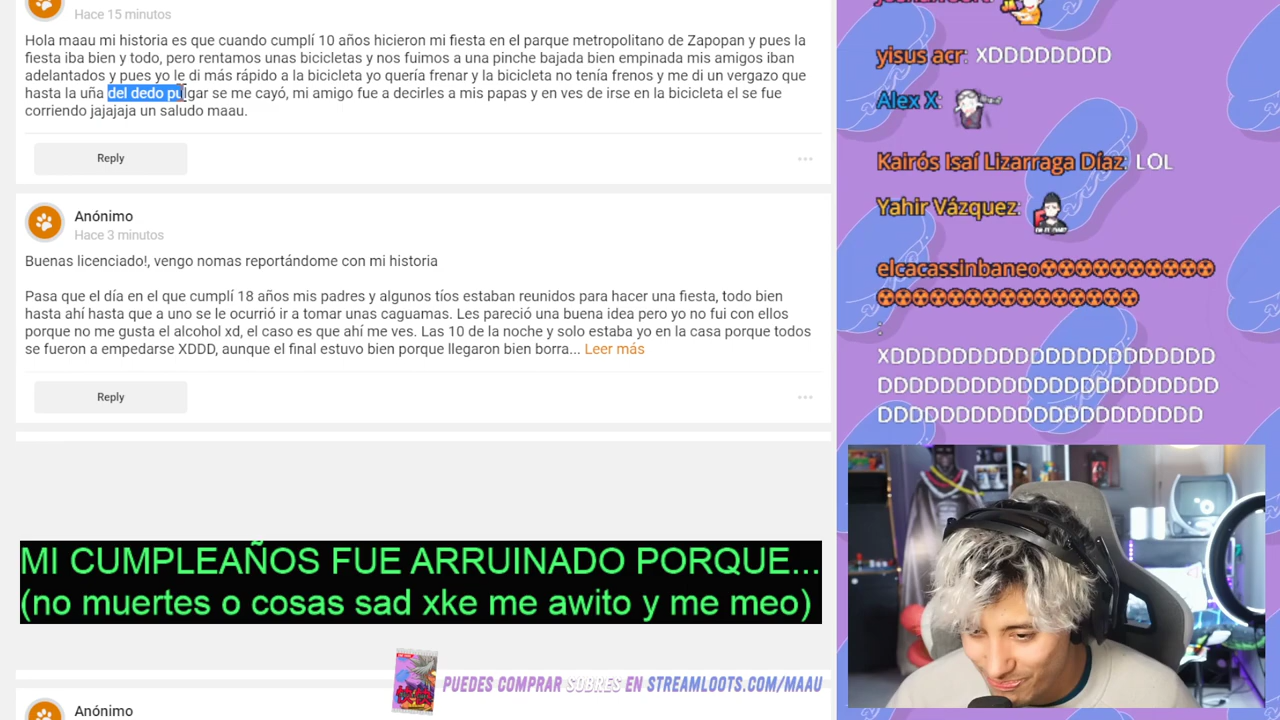 Hace 15 minutos
Hola maau mi historia es que cuando cumplí 10 años hicieron mi fiesta en el parque metropolitano de Zapopan y pues la
fiesta iba bien y todo, pero rentamos unas bicicletas y nos fuimos a una pinche bajada bien empinada mis amigos iban
adelantados y pues yo le di más rápido a la bicicleta yo quería frenar y la bicicleta no tenía frenos y me di un vergazo que
hasta la uña del dedo pulgar se me cayó, mi amigo fue a decirles a mis papas y en ves de irse en la bicicleta el se fue
corriendo jajajaja un saludo maau.
Reply
Anónimo
Hace 3 minutos
Buenas licenciado!, vengo nomas reportándome con mi historia
Pasa que el día en el que cumplí 18 años mis padres y algunos tíos estaban reunidos para hacer una fiesta, todo bien
hasta ahí hasta que a uno se le ocurrió ir a tomar unas caguamas. Les pareció una buena idea pero yo no fui con ellos
porque no me gusta el alcohol xd, el caso es que ahí me ves. Las 10 de la noche y solo estaba yo en la casa porque todos
se fueron a empedarse XDDD, aunque el final estuvo bien porque llegaron bien borra... Leer más
Reply
MI CUMPLEAÑOS FUE ARRUINADO PORQUE...
(no muertes o cosas sad xke me awito y me meo)
PUEDES COMPRAR SOBRES EN STREAMLOOTS.COM/MAAU
Anónimo
yisus acr: XDDDDDDDD
Alex X:
Kairós Isaí Lizarraga Díaz: LOL
Yahir Vázquez:
elcacassinbaneo☢☢☢☢☢☢☢☢☢☢
☢☢☢☢☢☢☢☢☢☢☢☢☢☢☢
:
XDDDDDDDDDDDDDDDDDDDDD
DDDDDDDDDDDDDDDDDDDDDD
DDDDDDDDDDDDDDDDDDDDD